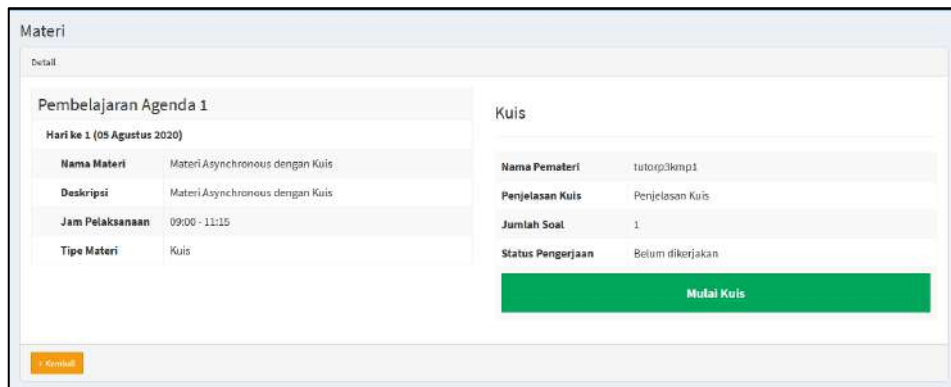 Materi
Detail
Pembelajaran Agenda 1
Hari ke 1 (05 Agustus 2020)
Nama Materi Materi Asynchronous dengan Kuis
Deskripsi Materi Asynchronous dengan Kuis
Jam Pelaksanaan 09:00 - 11:15
Tipe Materi Kuis
Kuis
Nama Pemateri tutorp3kmp1
Penjelasan Kuis Penjelasan Kuis
Jumlah Soal 1
Status Pengerjaan Belum dikerjakan
Mulai Kuis
Kembali